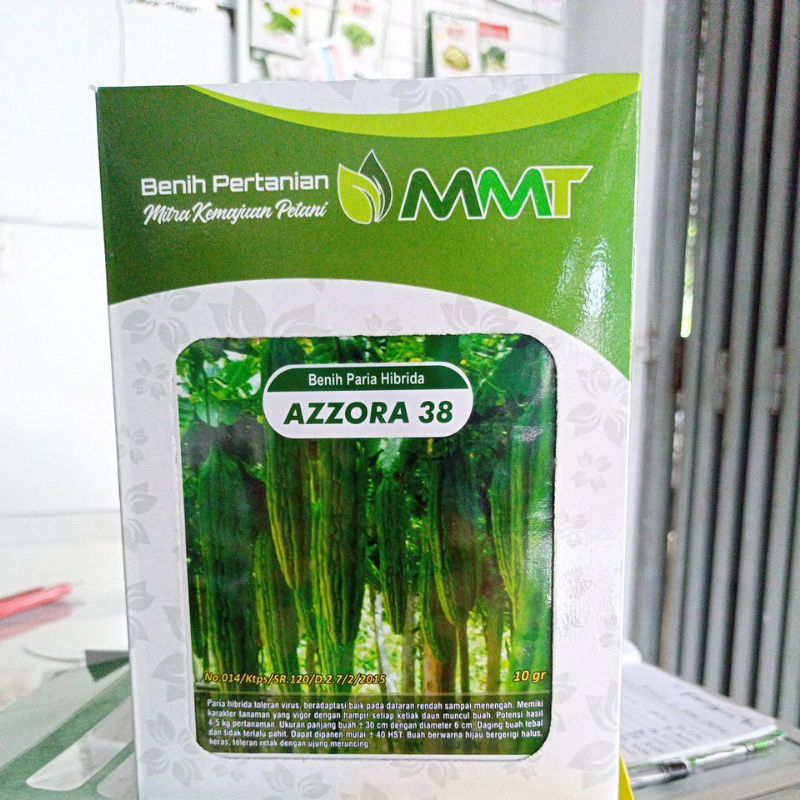 Benih Pertanian
Mitra Kemajuan Petani
MMT
Benih Paria Hibrida
AZZORA 38
No.014/Ktps/SR.120/D.2.7/2/2015
10 gr
Paria hibrida toleran virus, beradaptasi baik pada dataran rendah sampai menengah. Memiki
karakter tanaman yang vigor dengan hampir setiap ketiak daun muncul buah. Potensi hasil
4-5 kg pertanaman. Ukuran panjang buah ± 30 cm dengan diameter 6 cm. Daging buah tebal
dan tidak terlalu pahit. Dapat dipanen mulai ± 40 HST. Buah berwarna hijau bergerigi halus,
keras, toleran retak dengan ujung meruncing.